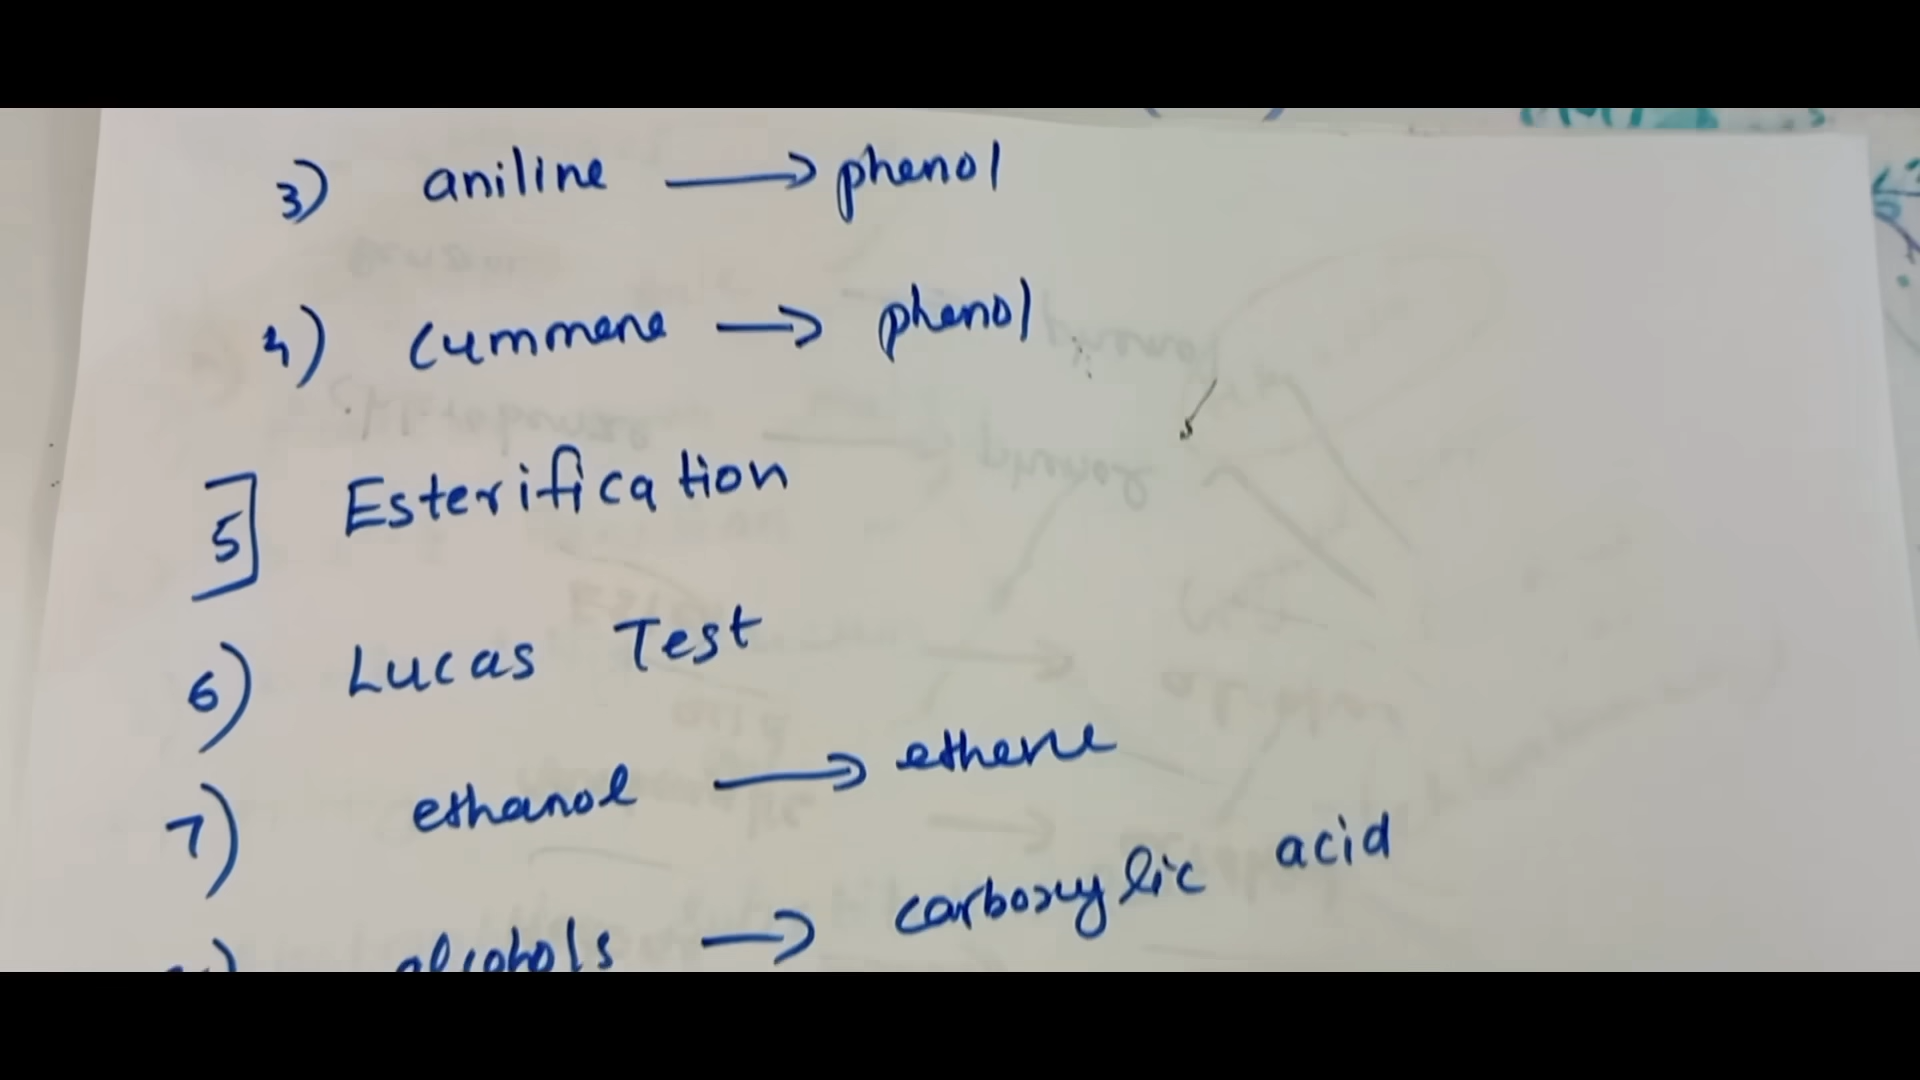 3) aniline → phenol
4) cummene → phenol
5] Esterification
6) Lucas Test
7) ethanol → ethene
alcohols → carboxylic acid